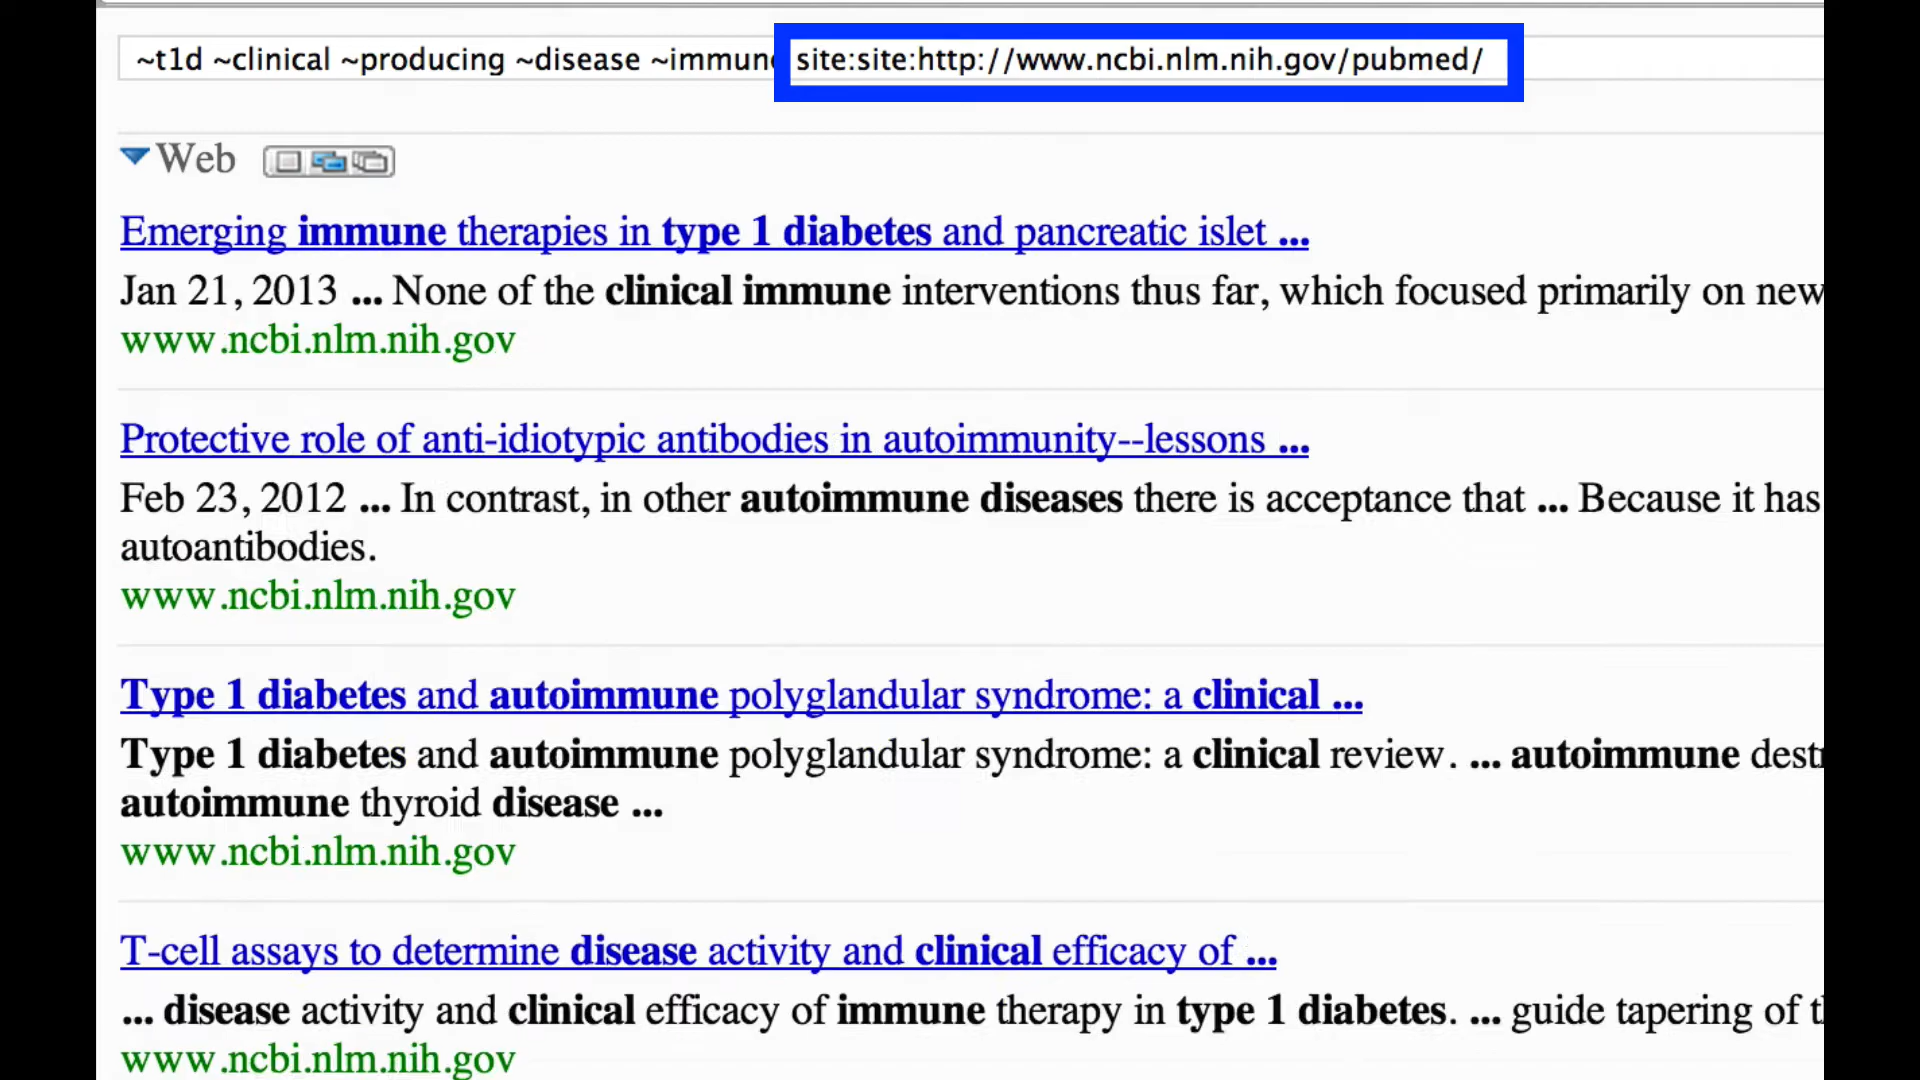 ~t1d ~clinical ~producing ~disease ~immune site:site:http://www.ncbi.nlm.nih.gov/pubmed/
Web
Emerging immune therapies in type 1 diabetes and pancreatic islet ...
Jan 21, 2013 ... None of the clinical immune interventions thus far, which focused primarily on new
www.ncbi.nlm.nih.gov
Protective role of anti-idiotypic antibodies in autoimmunity--lessons ...
Feb 23, 2012 ... In contrast, in other autoimmune diseases there is acceptance that ... Because it has
autoantibodies.
www.ncbi.nlm.nih.gov
Type 1 diabetes and autoimmune polyglandular syndrome: a clinical ...
Type 1 diabetes and autoimmune polyglandular syndrome: a clinical review. ... autoimmune
autoimmune thyroid disease ...
www.ncbi.nlm.nih.gov
T-cell assays to determine disease activity and clinical efficacy of ...
... disease activity and clinical efficacy of immune therapy in type 1 diabetes. ... guide tapering of
www.ncbi.nlm.nih.gov